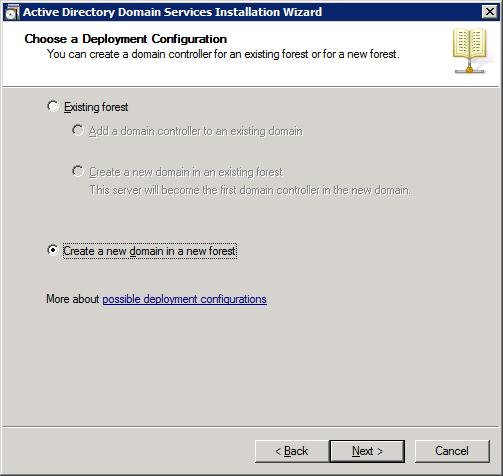 Active Directory Domain Services Installation Wizard
Choose a Deployment Configuration
You can create a domain controller for an existing forest or for a new forest.
Existing forest
Add a domain controller to an existing domain
Create a new domain in an existing forest
This server will become the first domain controller in the new domain.
Create a new domain in a new forest
More about possible deployment configurations
< Back Next > Cancel